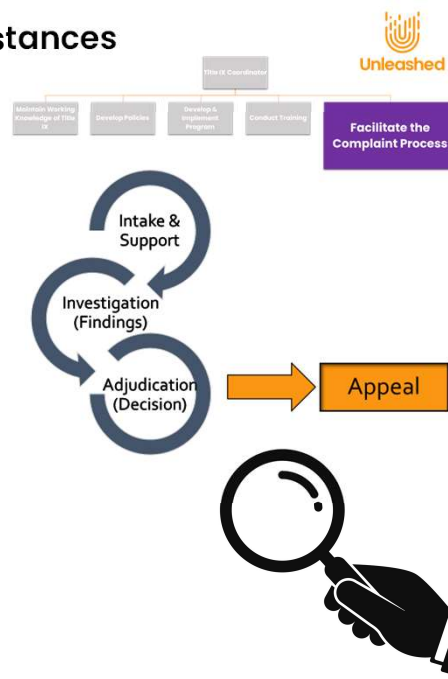 stances
Unleashed
Title IX Coordinator
Maintain Working
Knowledge of Title
IX
Develop Policies
Develop &
Implement
Program
Conduct Training
Facilitate the
Complaint Process
Intake &
Support
Investigation
(Findings)
Adjudication
(Decision)
Appeal